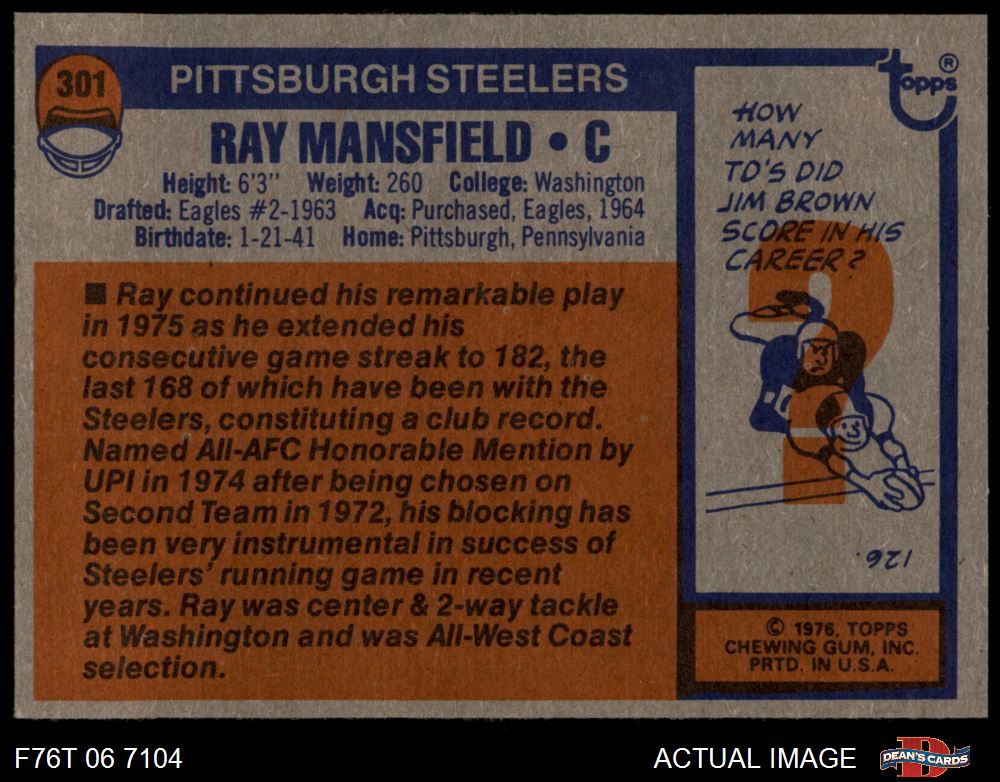 301
PITTSBURGH STEELERS
RAY MANSFIELD • C
Height: 6'3" Weight: 260 College: Washington
Drafted: Eagles #2-1963 Acq: Purchased, Eagles, 1964
Birthdate: 1-21-41 Home: Pittsburgh, Pennsylvania
■ Ray continued his remarkable play
in 1975 as he extended his
consecutive game streak to 182, the
last 168 of which have been with the
Steelers, constituting a club record.
Named All-AFC Honorable Mention by
UPI in 1974 after being chosen on
Second Team in 1972, his blocking has
been very instrumental in success of
Steelers' running game in recent
years. Ray was center & 2-way tackle
at Washington and was All-West Coast
selection.
topps®
HOW
MANY
TD'S DID
JIM BROWN
SCORE IN HIS
CAREER?
?
126.
© 1976, TOPPS
CHEWING GUM, INC.
PRTD. IN U.S.A.
F76T 06 7104
ACTUAL IMAGE
DEAN'S CARDS